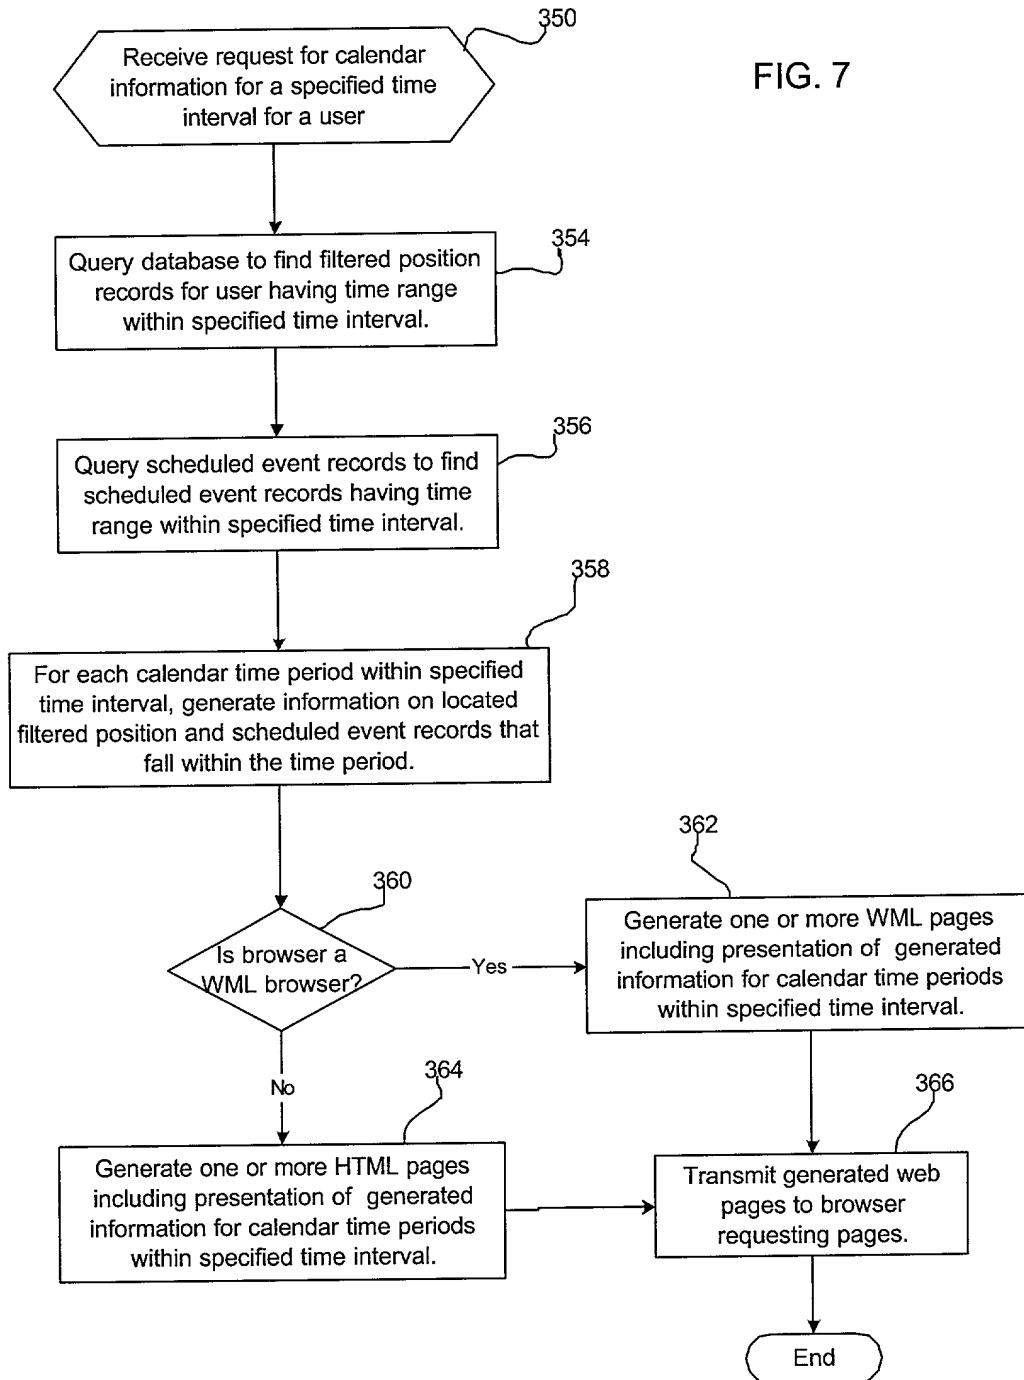 350
Receive request for calendar
information for a specified time
interval for a user
FIG. 7
354
Query database to find filtered position
records for user having time range
within specified time interval.
356
Query scheduled event records to find
scheduled event records having time
range within specified time interval.
358
For each calendar time period within specified
time interval, generate information on located
filtered position and scheduled event records that
fall within the time period.
360
Is browser a
WML browser?
Yes
362
Generate one or more WML pages
including presentation of generated
information for calendar time periods
within specified time interval.
No
364
Generate one or more HTML pages
including presentation of generated
information for calendar time periods
within specified time interval.
366
Transmit generated web
pages to browser
requesting pages.
End